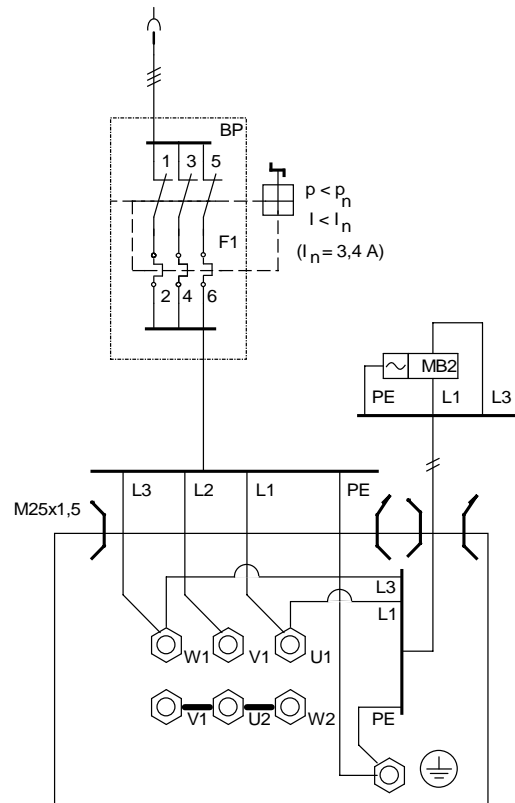 BP
1 3 5
p < pn
I < In
F1
(In = 3,4 A)
2 4 6
MB2
PE L1 L3
L3 L2 L1 PE
M25x1,5
L3
L1
W1 V1 U1
V1 U2 W2
PE